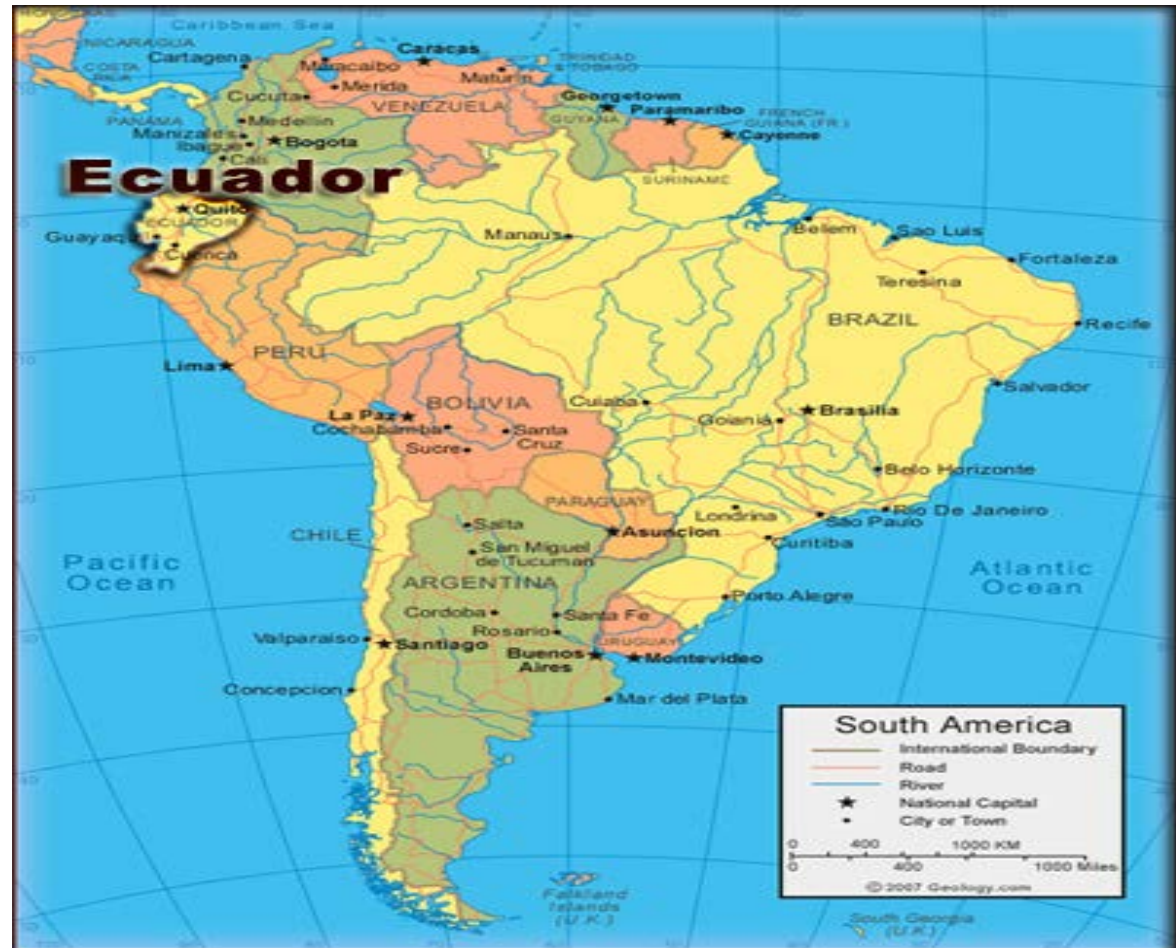 HONDURAS
Caribbean Sea
NICARAGUA
COSTA
RICA
Cartagena
Caracas
Maracaibo
Maturin
TRINIDAD
& TOBAGO
Merida
Cucuta
VENEZUELA
Georgetown
Paramaribo
PANAMA
Medellin
GUYANA
FRENCH
GUIANA (FR.)
Manizales
Ibague
Bogota
Cayenne
Cali
SURINAME
Ecuador
Quito
ECUADOR
Guayaquil
Cuenca
Manaus
Belem
Sao Luis
Fortaleza
Teresina
BRAZIL
Recife
PERU
Lima
Salvador
BOLIVIA
La Paz
Cochabamba
Santa
Cruz
Sucre
Cuiaba
Goiania
Brasilia
Belo Horizonte
PARAGUAY
Londrina
Rio De Janeiro
São Paulo
Asuncion
Curitiba
Salta
CHILE
San Miguel
de Tucuman
Pacific
Ocean
Atlantic
Ocean
ARGENTINA
Porto Alegre
Cordoba
Santa Fe
Rosario
Valparaiso
Santiago
URUGUAY
Buenos
Aires
Montevideo
Concepcion
Mar del Plata
South America
International Boundary
Road
River
National Capital
City or Town
0 400 1000 KM
0 400 1000 Miles
© 2007 Geology.com
Falkland
Islands
(U.K.)
South Georgia
(U.K.)